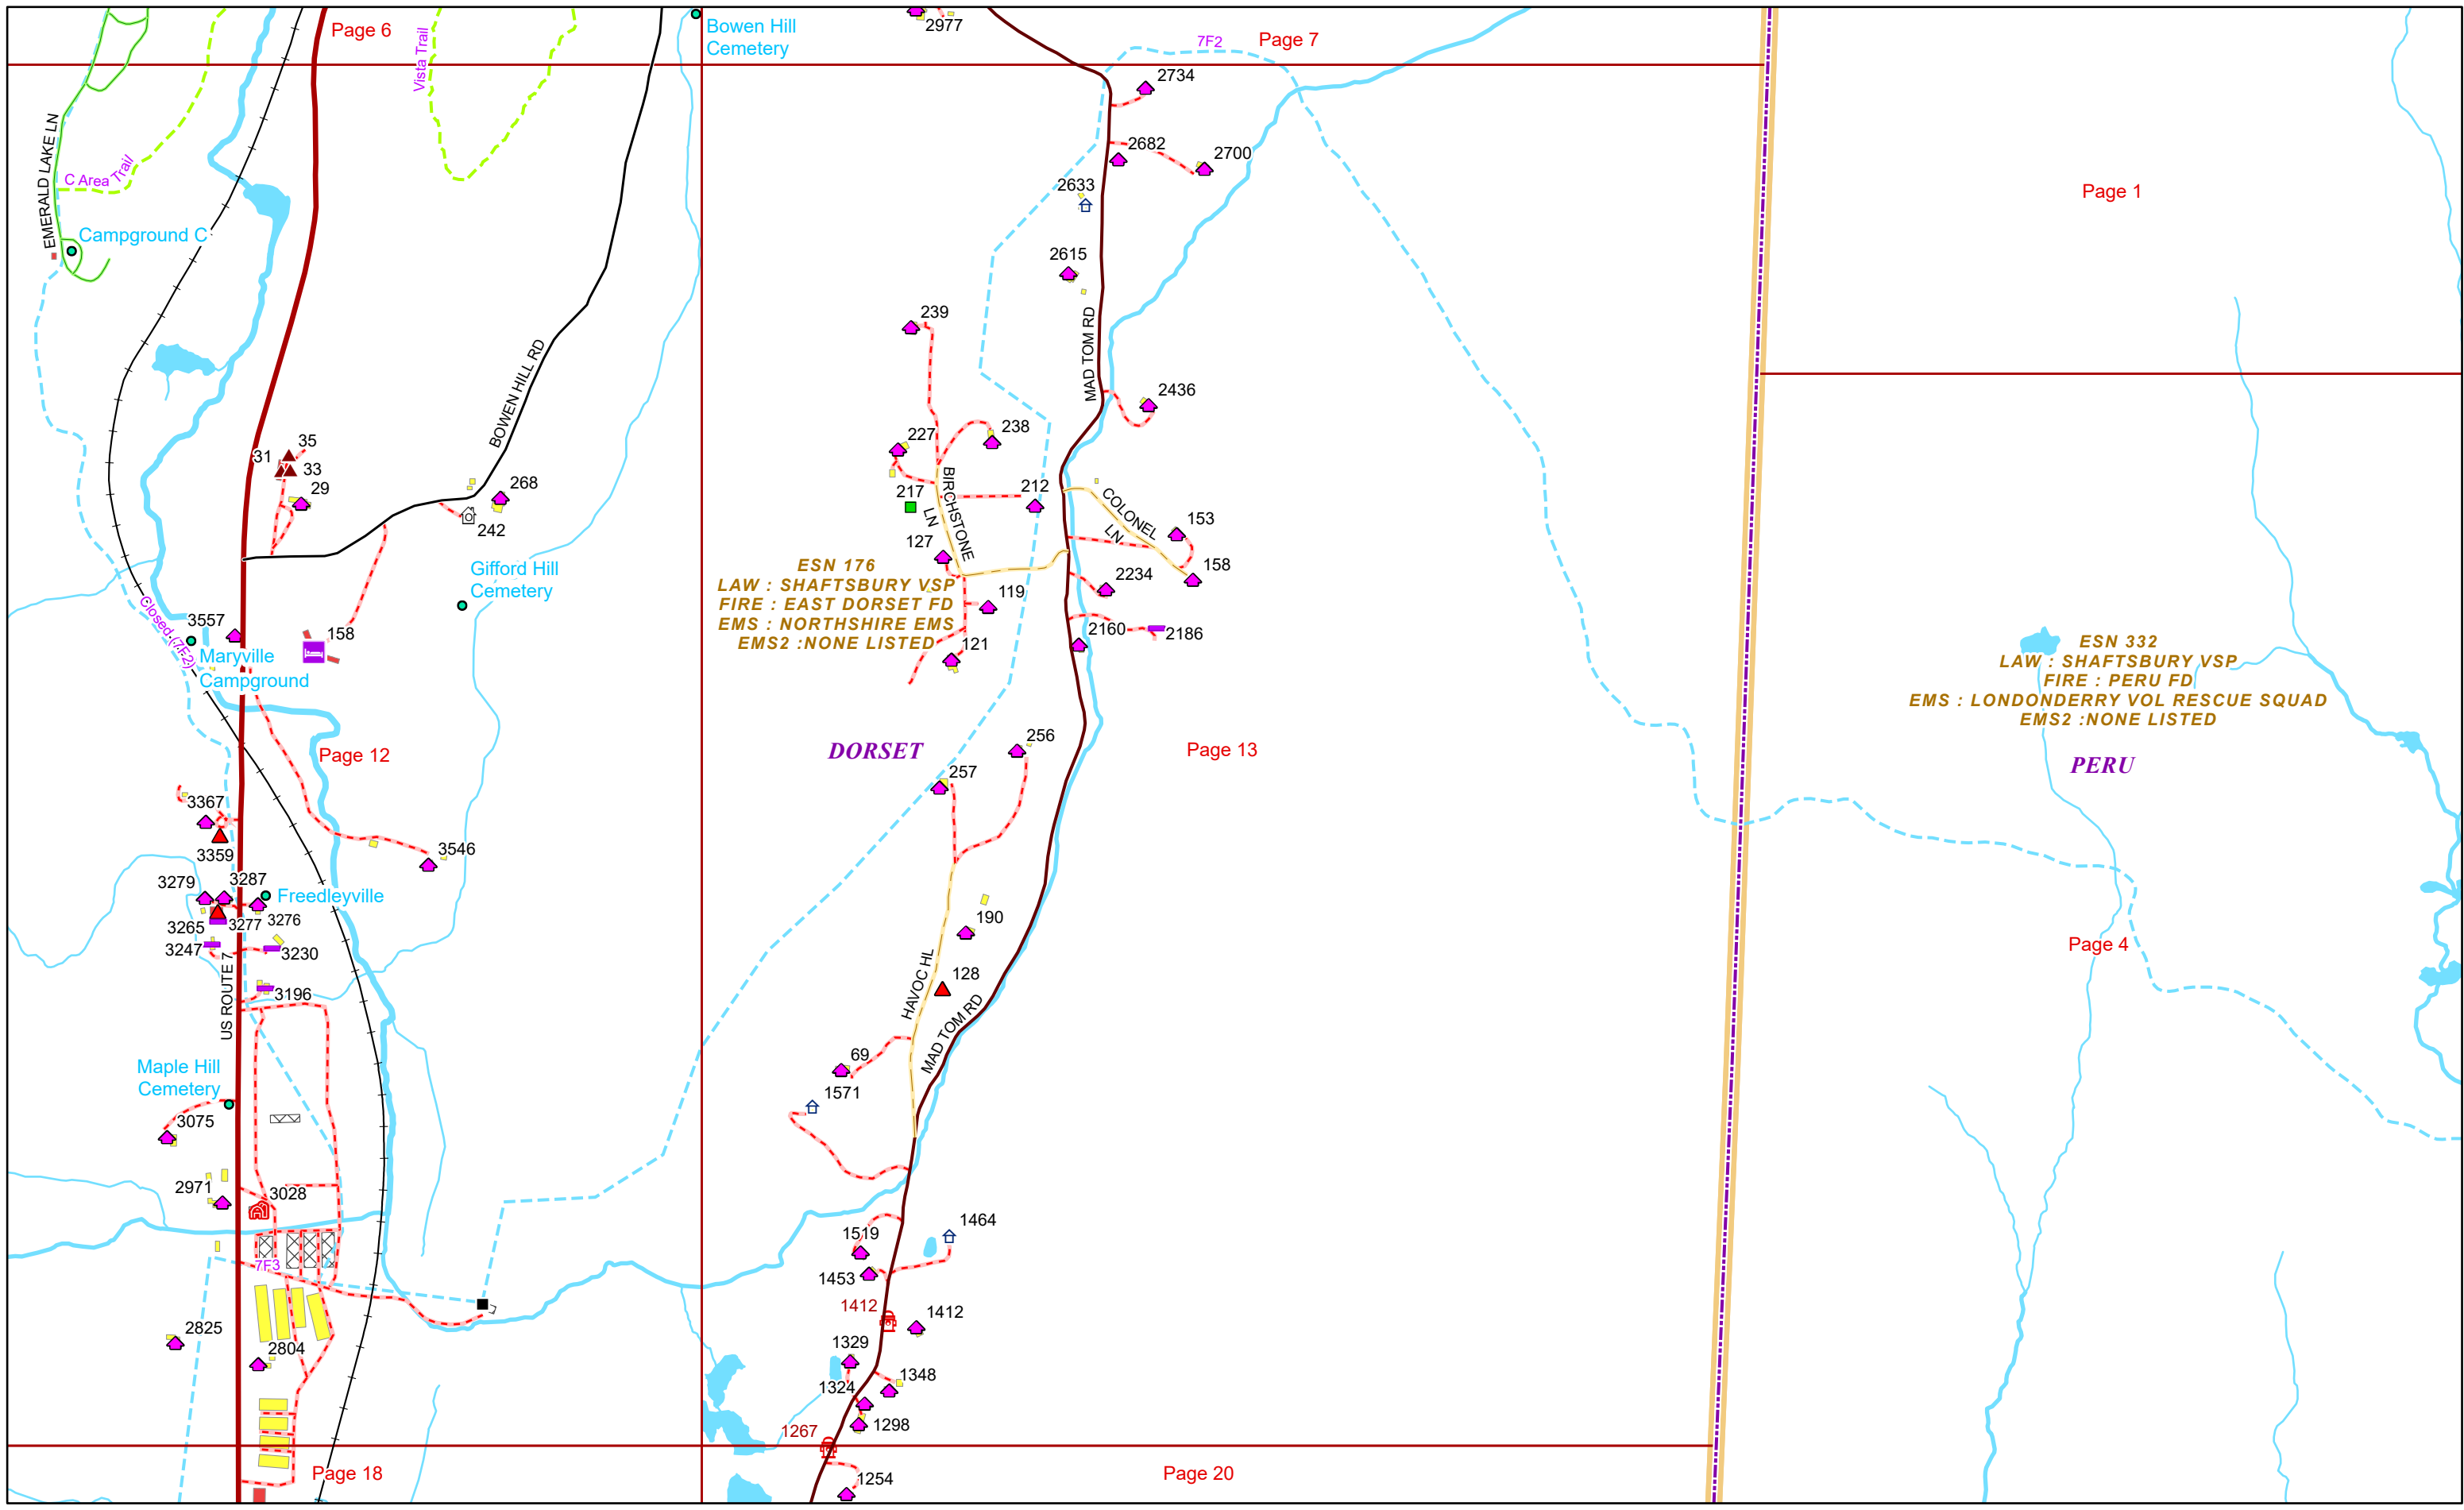 Page 6
Vista Trail
Bowen Hill
Cemetery
2977
7F2
Page 7
2734
EMERALD LAKE LN
C Area Trail
2682
2700
2633
Page 1
Campground C
2615
239
MAD TOM RD
BOWEN HILL RD
2436
35
31
33
29
227
238
268
242
217
212
BIRCHSTONE
LN
COLONEL
LN
153
127
158
Gifford Hill
Cemetery
ESN 176
LAW : SHAFTSBURY VSP
FIRE : EAST DORSET FD
EMS : NORTHSHIRE EMS
EMS2 :NONE LISTED
2234
119
Closed (7F2)
3557
158
2160
2186
121
Maryville
Campground
ESN 332
LAW : SHAFTSBURY VSP
FIRE : PERU FD
EMS : LONDONDERRY VOL RESCUE SQUAD
EMS2 :NONE LISTED
256
Page 12
DORSET
Page 13
PERU
257
3367
3359
3546
3279
3287
Freedleyville
3265
3277
3276
190
3247
3230
Page 4
US ROUTE 7
3196
HAVOC HL
128
MAD TOM RD
69
Maple Hill
Cemetery
1571
3075
2971
3028
1519
1464
7F3
1453
1412
1412
2825
2804
1329
1348
1324
1298
1267
Page 18
1254
Page 20